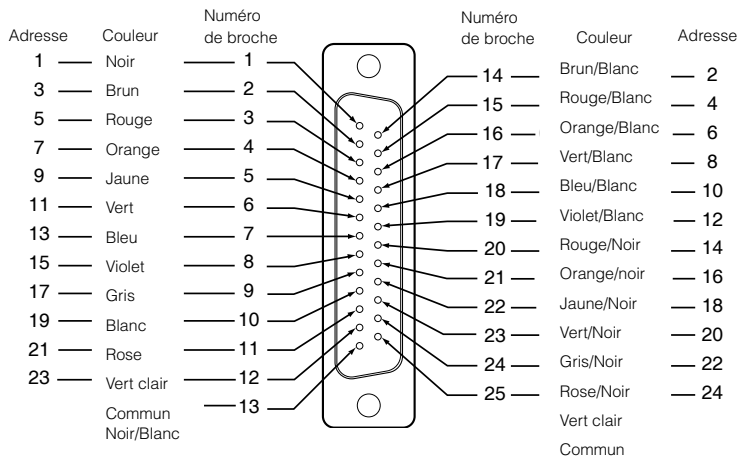 Adresse Couleur Numéro de broche
1 Noir 1
3 Brun 2
5 Rouge 3
7 Orange 4
9 Jaune 5
11 Vert 6
13 Bleu 7
15 Violet 8
17 Gris 9
19 Blanc 10
21 Rose 11
23 Vert clair 12
Commun 13
Noir/Blanc
Numéro de broche Couleur Adresse
14 Brun/Blanc 2
15 Rouge/Blanc 4
16 Orange/Blanc 6
17 Vert/Blanc 8
18 Bleu/Blanc 10
19 Violet/Blanc 12
20 Rouge/Noir 14
21 Orange/noir 16
22 Jaune/Noir 18
23 Vert/Noir 20
24 Gris/Noir 22
25 Rose/Noir 24
Vert clair
Commun